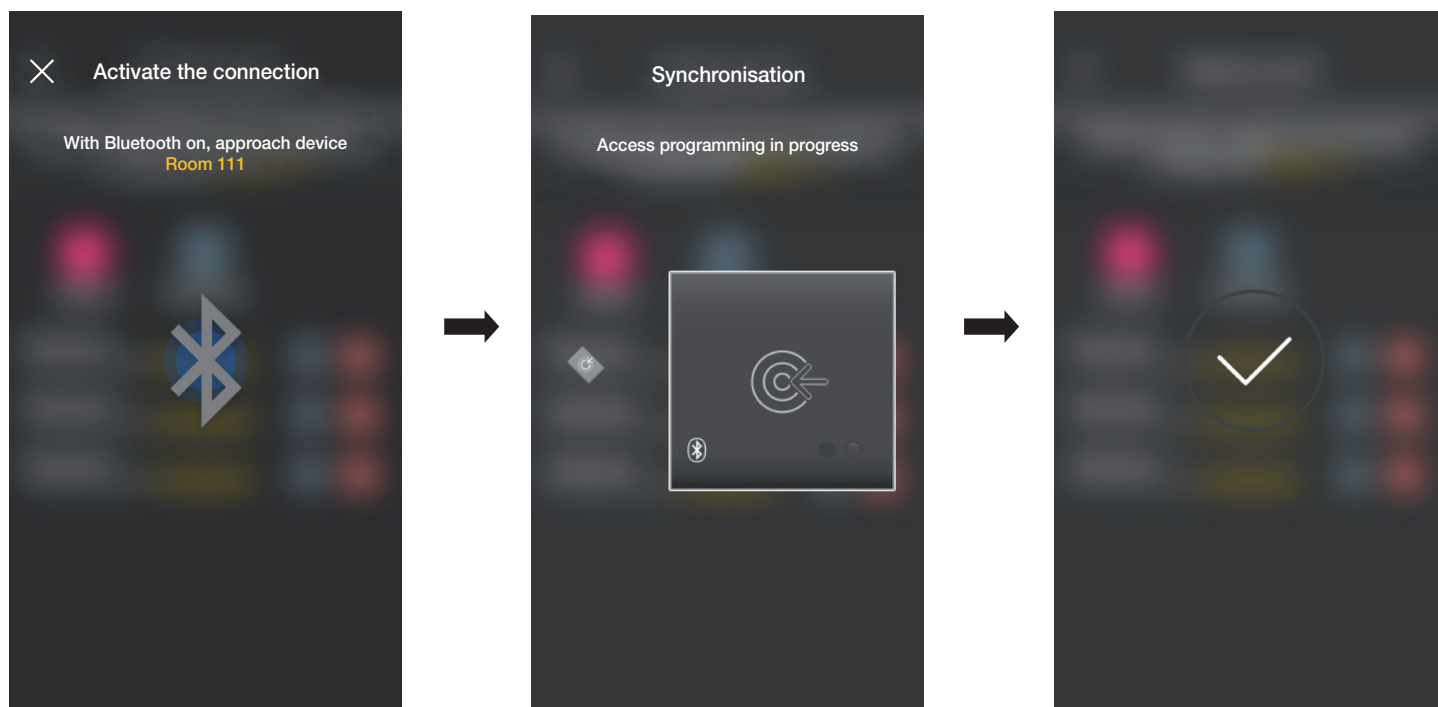 Activate the connection
With Bluetooth on, approach device
Room 111
Synchronisation
Access programming in progress